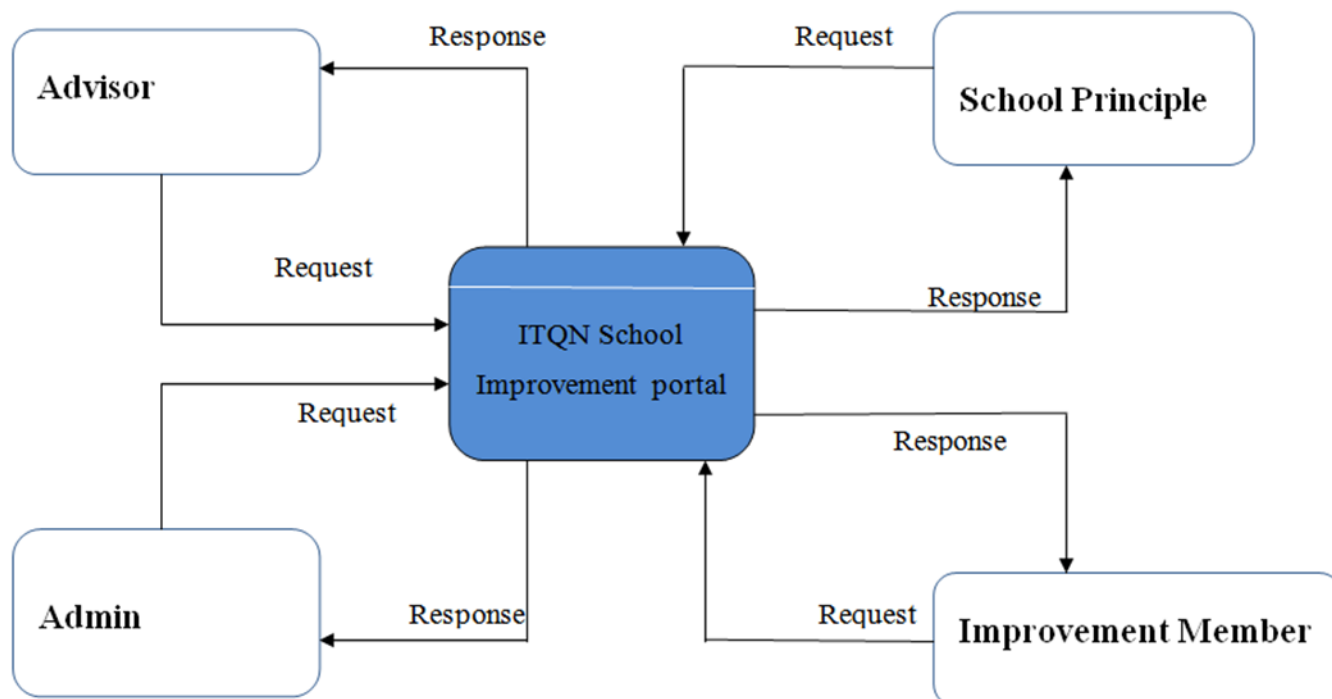 Response
Request
Advisor
School Principle
Request
Response
ITQN School
Improvement portal
Request
Response
Response
Request
Admin
Improvement Member